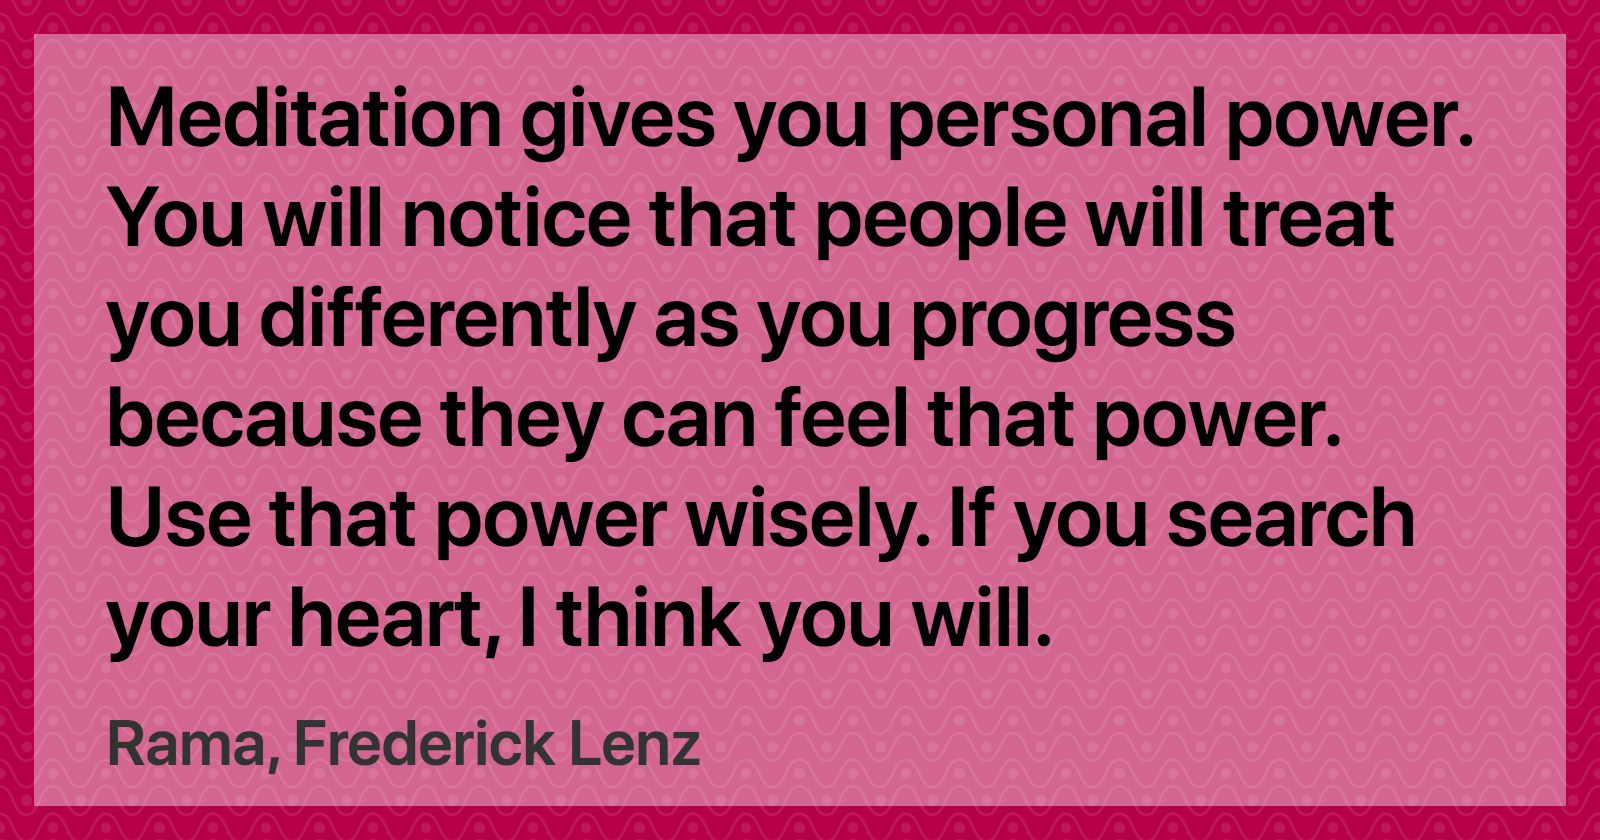 Meditation gives you personal power.
You will notice that people will treat
you differently as you progress
because they can feel that power.
Use that power wisely. If you search
your heart, I think you will.
Rama, Frederick Lenz